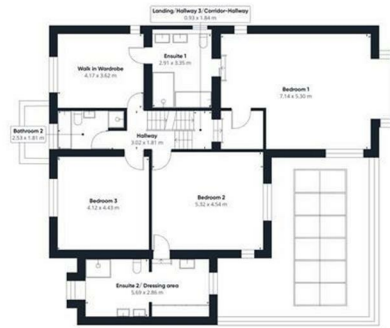 Landing/Hallway 3/Corridor-Hallway
0.93 x 1.84 m
Walk in Wardrobe
4.17 x 3.62 m
Ensuite 1
2.91 x 3.35 m
Bedroom 1
7.14 x 5.30 m
Bathroom 2
2.53 x 1.81 m
Hallway
3.02 x 1.81 m
Bedroom 3
4.12 x 4.43 m
Bedroom 2
5.32 x 4.54 m
Ensuite 2/ Dressing area
5.69 x 2.86 m